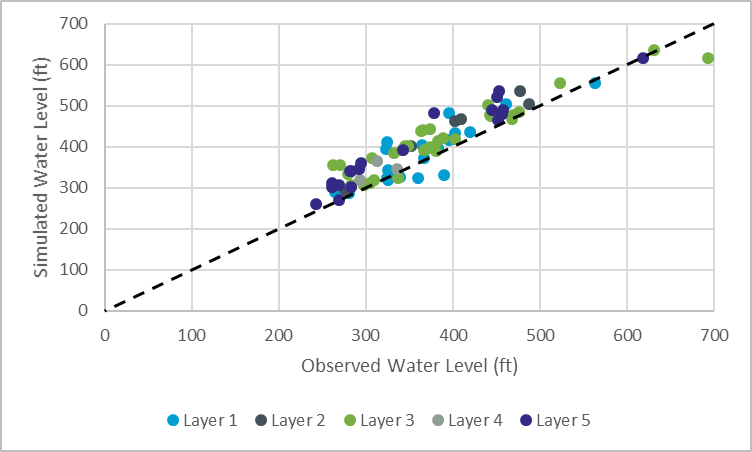 700
600
500
400
300
200
100
0
Simulated Water Level (ft)
0 100 200 300 400 500 600 700
Observed Water Level (ft)
Layer 1 Layer 2 Layer 3 Layer 4 Layer 5